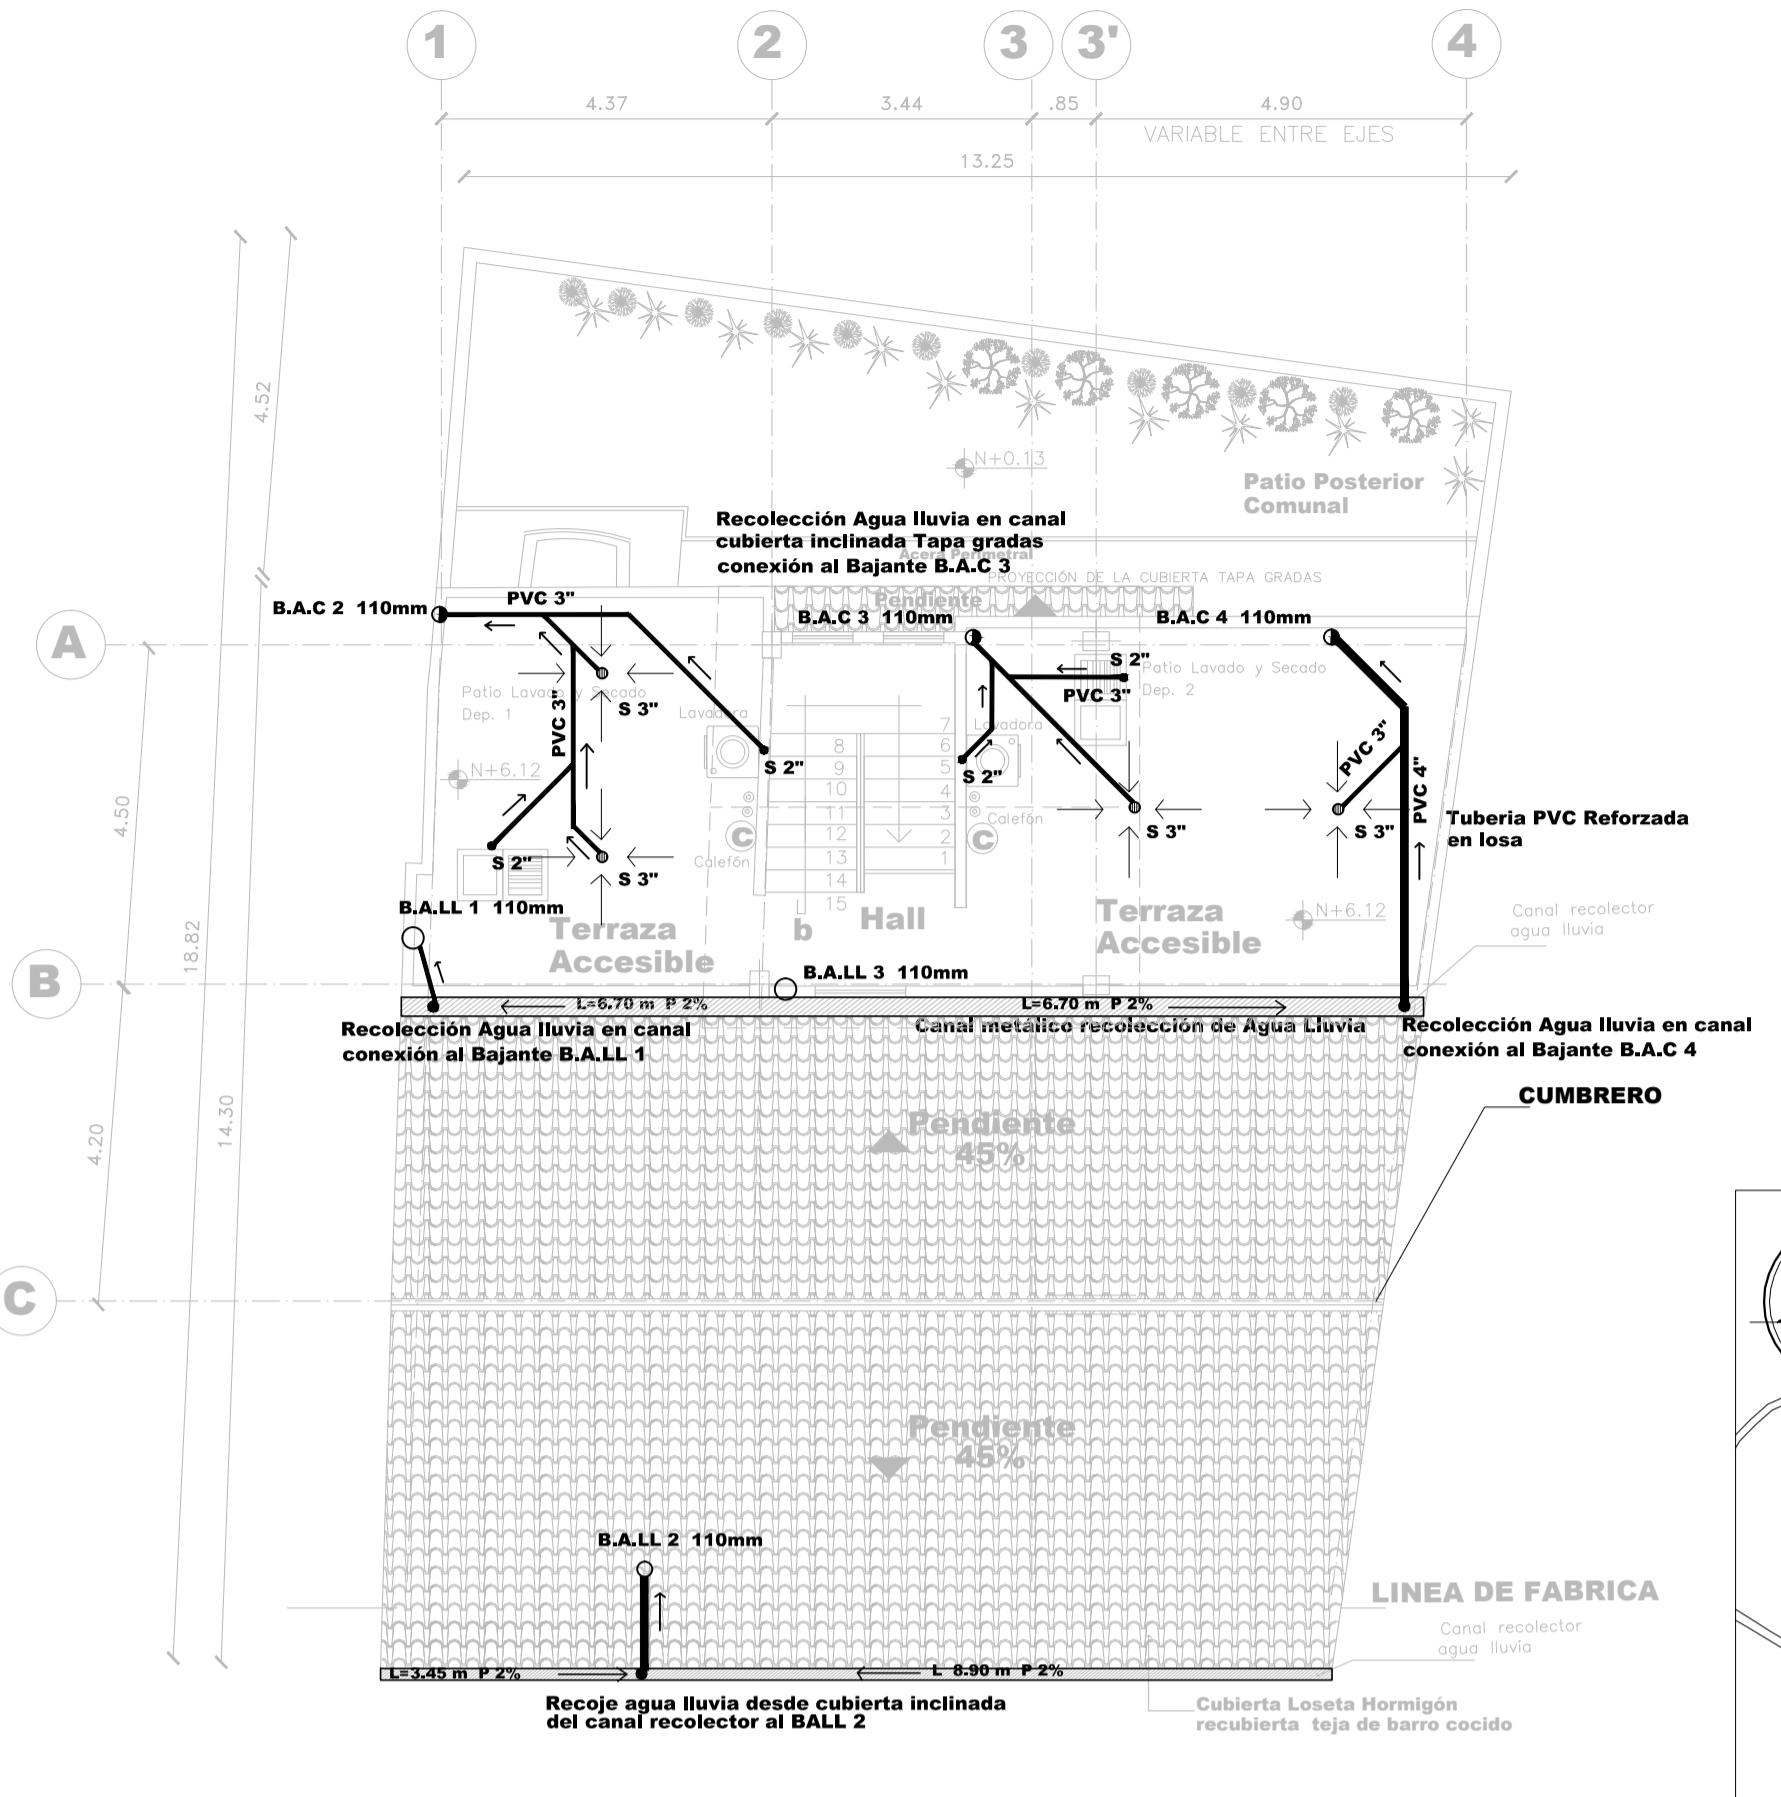 1
2
3
3'
4
4.37
3.44
.85
4.90
VARIABLE ENTRE EJES
13.25
4.52
N+0.13
Patio Posterior
Comunal
Recolección Agua lluvia en canal
cubierta inclinada Tapa gradas
conexión al Bajante B.A.C 3
Acera Perimetral
PROYECCIÓN DE LA CUBIERTA TAPA GRADAS
Pendiente
B.A.C 2 110mm
PVC 3"
B.A.C 3 110mm
B.A.C 4 110mm
A
S 2"
Patio Lavado y Secado
Dep. 2
PVC 3"
Patio Lavado y Secado
Dep. 1
S 3"
PVC 3"
Lavadora
Lavadora
S 2"
S 2"
N+6.12
7
6
5
4
3
2
1
8
9
10
11
12
13
14
15
PVC 3"
PVC 4"
4.50
C
Calefón
C
Calefón
S 3"
S 3"
Tuberia PVC Reforzada
en losa
S 2"
S 3"
B.A.LL 1 110mm
Terraza
Accesible
b
Hall
Terraza
Accesible
N+6.12
Canal recolector
agua lluvia
18.82
B
B.A.LL 3 110mm
L=6.70 m P 2%
L=6.70 m P 2%
Canal metálico recolección de Agua Lluvia
Recolección Agua lluvia en canal
conexión al Bajante B.A.LL 1
Recolección Agua lluvia en canal
conexión al Bajante B.A.C 4
CUMBRERO
4.20
14.30
Pendiente
45%
C
Pendiente
45%
B.A.LL 2 110mm
LINEA DE FABRICA
Canal recolector
agua lluvia
L=3.45 m P 2%
L 8.90 m P 2%
Recoje agua lluvia desde cubierta inclinada
del canal recolector al BALL 2
Cubierta Loseta Hormigón
recubierta teja de barro cocido